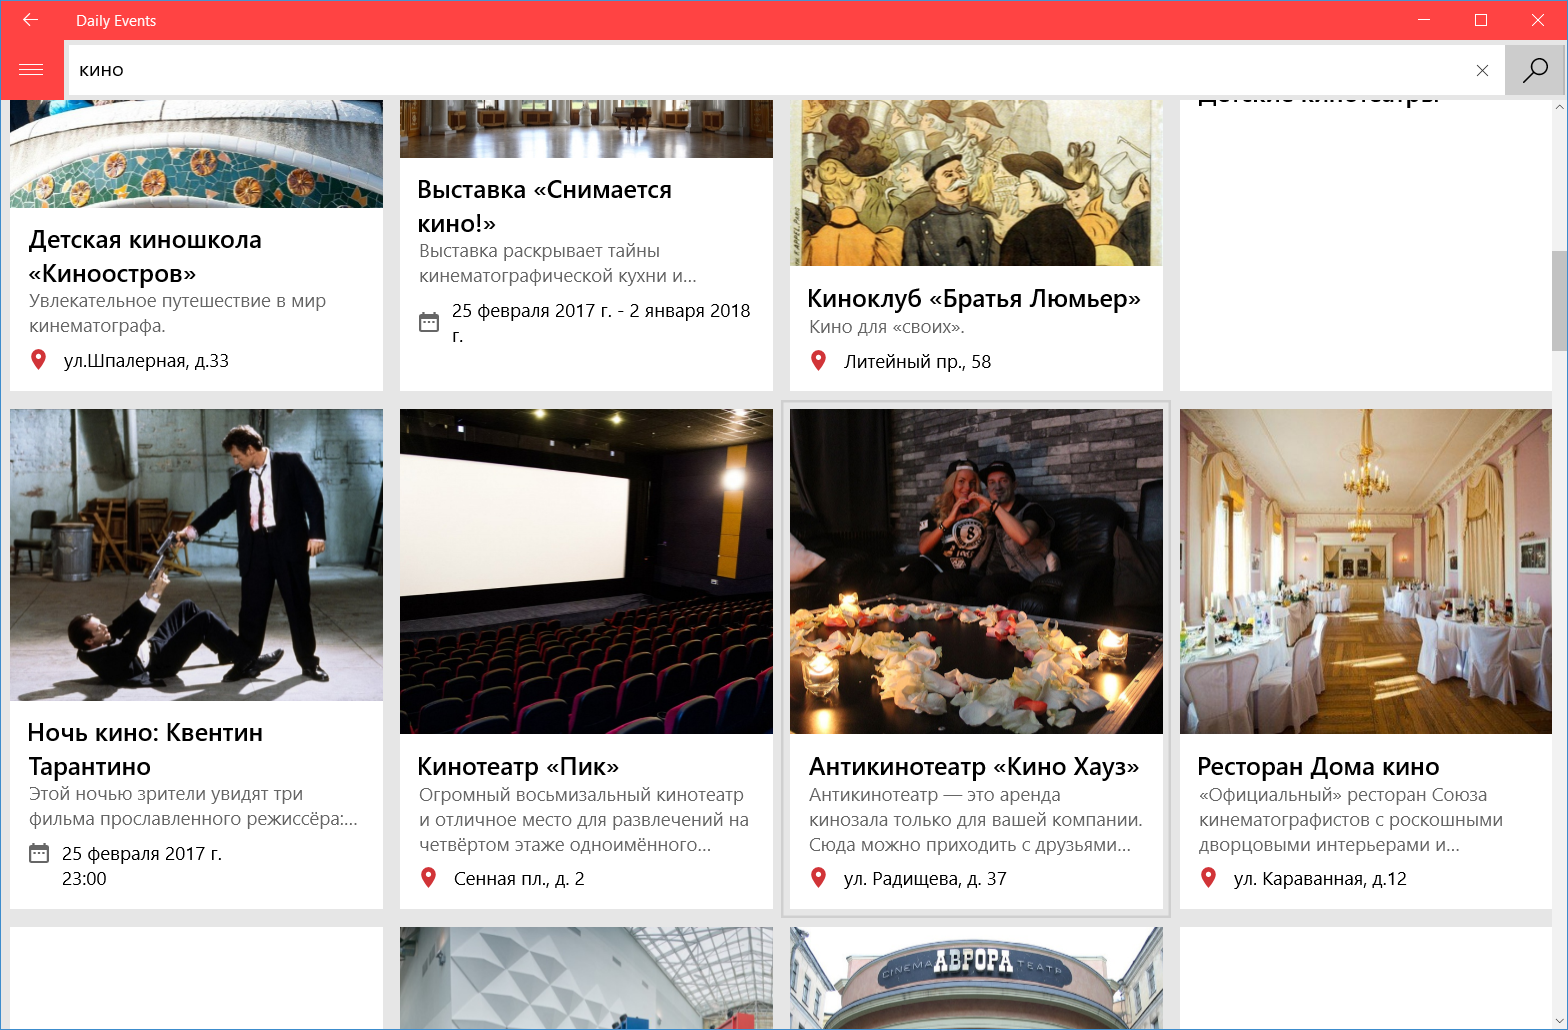 Daily Events
кино
Детские кинотеатры
Детская киношкола
«Киноостров»
Увлекательное путешествие в мир
кинематографа.
ул.Шпалерная, д.33
Выставка «Снимается
кино!»
Выставка раскрывает тайны
кинематографической кухни и...
25 февраля 2017 г. - 2 января 2018
г.
Киноклуб «Братья Люмьер»
Кино для «своих».
Литейный пр., 58
Ночь кино: Квентин
Тарантино
Этой ночью зрители увидят три
фильма прославленного режиссёра:...
25 февраля 2017 г.
23:00
Кинотеатр «Пик»
Огромный восьмизальный кинотеатр
и отличное место для развлечений на
четвёртом этаже одноимённого...
Сенная пл., д. 2
Антикинотеатр «Кино Хауз»
Антикинотеатр — это аренда
кинозала только для вашей компании.
Сюда можно приходить с друзьями...
ул. Радищева, д. 37
Ресторан Дома кино
«Официальный» ресторан Союза
кинематографистов с роскошными
дворцовыми интерьерами и...
ул. Караванная, д.12
CINEMA АВРОРА ТЕАТР